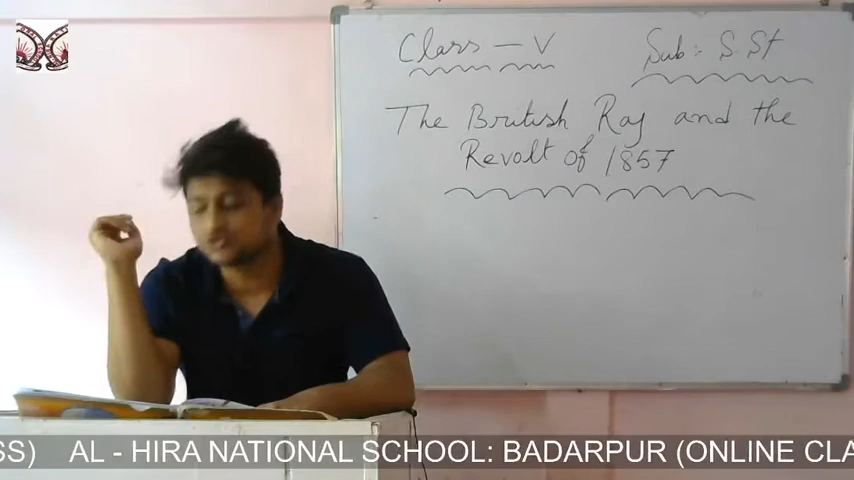 Class - V
Sub: S.St
The British Raj and the
Revolt of 1857
SS) AL - HIRA NATIONAL SCHOOL: BADARPUR (ONLINE CLA